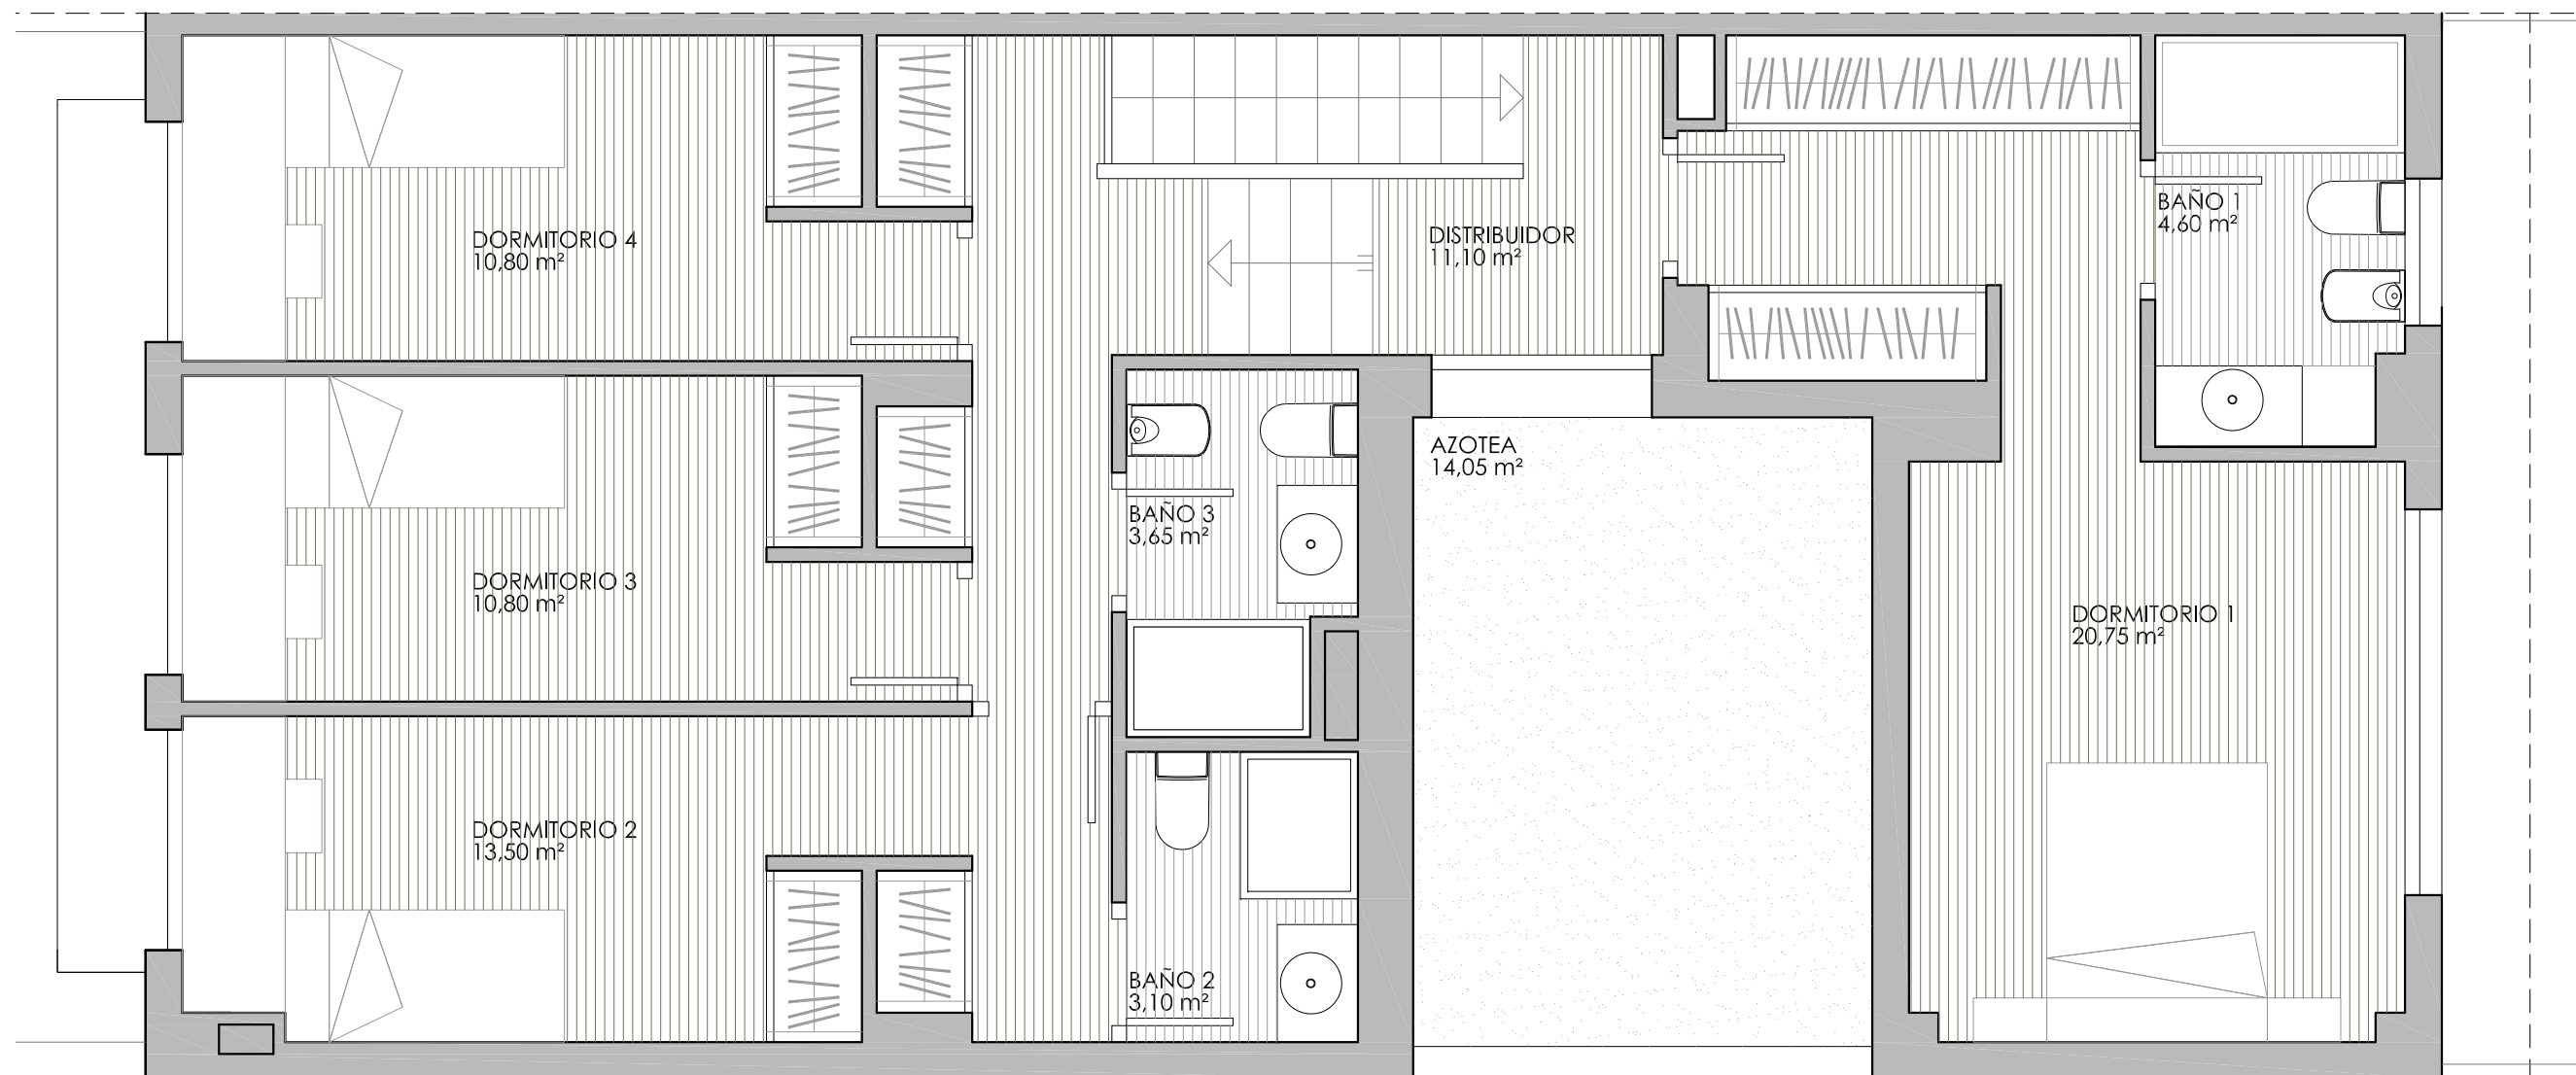 DORMITORIO 4
10,80 m²
DISTRIBUIDOR
11,10 m²
BAÑO 1
4,60 m²
AZOTEA
14,05 m²
BAÑO 3
3,65 m²
DORMITORIO 3
10,80 m²
DORMITORIO 1
20,75 m²
DORMITORIO 2
13,50 m²
BAÑO 2
3,10 m²